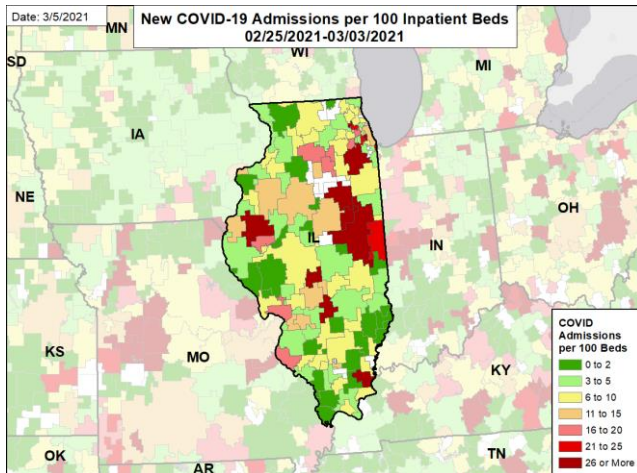 Date: 3/5/2021
New COVID-19 Admissions per 100 Inpatient Beds
02/25/2021-03/03/2021
MN
WI
SD
MI
IA
NE
OH
IL
IN
KS
MO
KY
OK
AR
TN
COVID
Admissions
per 100 Beds
0 to 2
3 to 5
6 to 10
11 to 15
16 to 20
21 to 25
26 or More